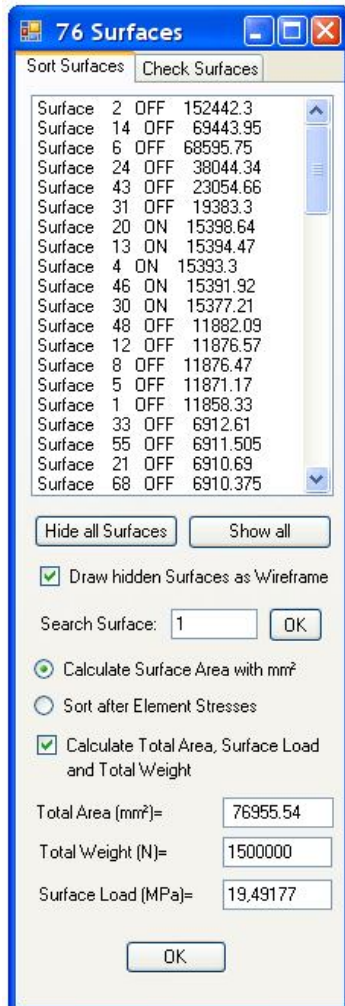 76 Surfaces
Sort Surfaces Check Surfaces
Surface 2 OFF 152442.3
Surface 14 OFF 69443.95
Surface 6 OFF 68595.75
Surface 24 OFF 38044.34
Surface 43 OFF 23054.66
Surface 31 OFF 19383.3
Surface 20 ON 15398.64
Surface 13 ON 15394.47
Surface 4 ON 15393.3
Surface 46 ON 15391.92
Surface 30 ON 15377.21
Surface 48 OFF 11882.09
Surface 12 OFF 11876.57
Surface 8 OFF 11876.47
Surface 5 OFF 11871.17
Surface 1 OFF 11858.33
Surface 33 OFF 6912.61
Surface 55 OFF 6911.505
Surface 21 OFF 6910.69
Surface 68 OFF 6910.375
Hide all Surfaces Show all
Draw hidden Surfaces as Wireframe
Search Surface: 1 OK
Calculate Surface Area with mm²
Sort after Element Stresses
Calculate Total Area, Surface Load
and Total Weight
Total Area (mm²)= 76955.54
Total Weight (N)= 1500000
Surface Load (MPa)= 19,49177
OK